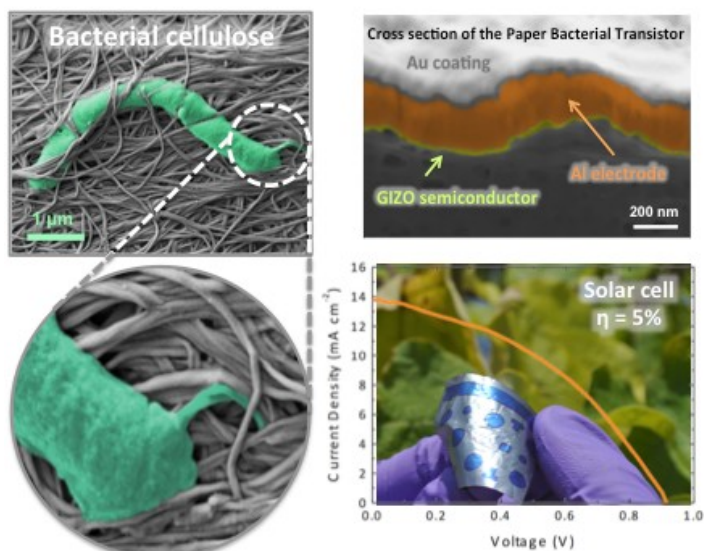 Bacterial cellulose
1 µm
Cross section of the Paper Bacterial Transistor
Au coating
Al electrode
GIZO semiconductor
200 nm
Solar cell
η = 5%
Current Density (mA cm⁻²)
16
14
12
10
8
6
4
2
0
0.0 0.2 0.4 0.6 0.8 1.0
Voltage (V)